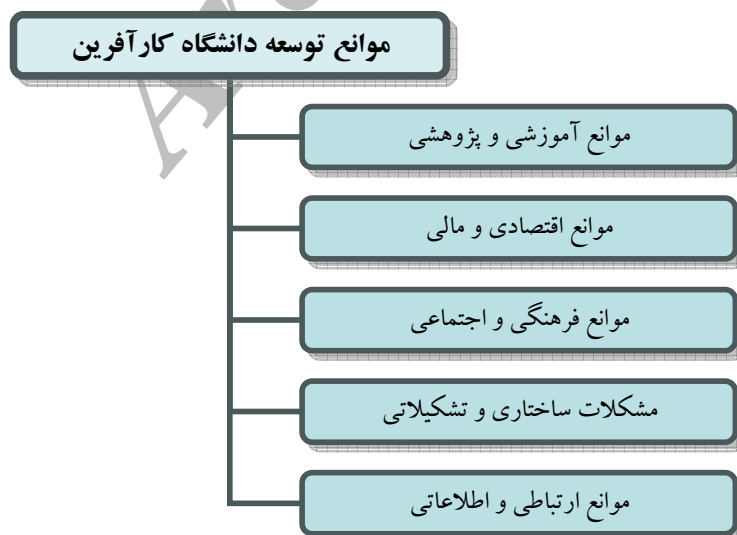 موانع توسعه دانشگاه کارآفرین
موانع آموزشی و پژوهشی
موانع اقتصادی و مالی
موانع فرهنگی و اجتماعی
مشکلات ساختاری و تشکیلاتی
موانع ارتباطی و اطلاعاتی